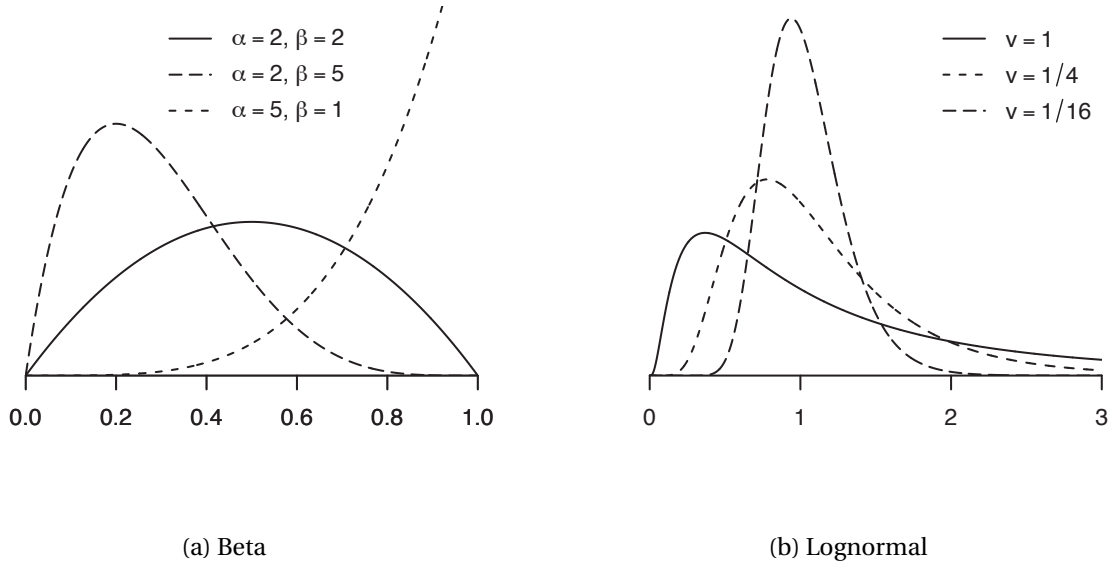 α = 2, β = 2
α = 2, β = 5
α = 5, β = 1
0.0 0.2 0.4 0.6 0.8 1.0
(a) Beta
v = 1
v = 1/4
v = 1/16
0 1 2 3
(b) Lognormal